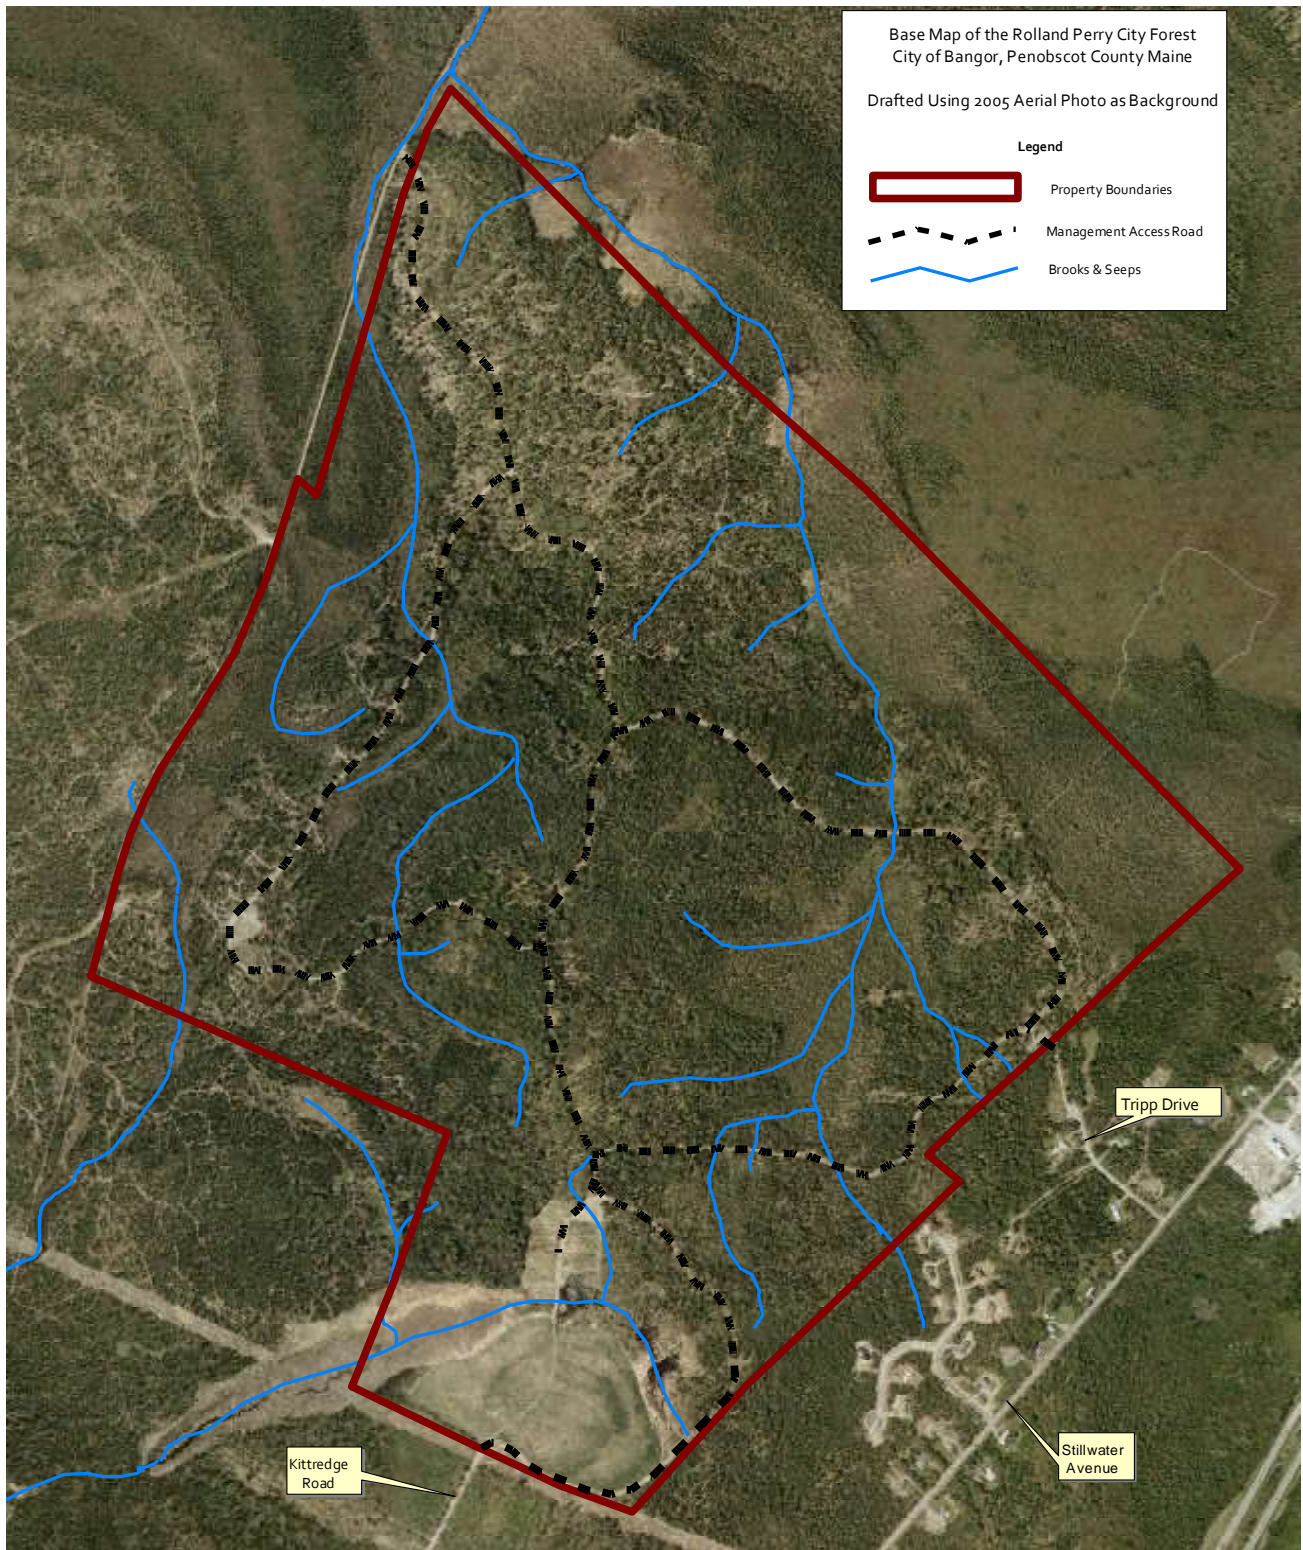 Base Map of the Rolland Perry City Forest
City of Bangor, Penobscot County Maine
Drafted Using 2005 Aerial Photo as Background
Legend
Property Boundaries
Management Access Road
Brooks & Seeps
Tripp Drive
Stillwater
Avenue
Kittredge
Road